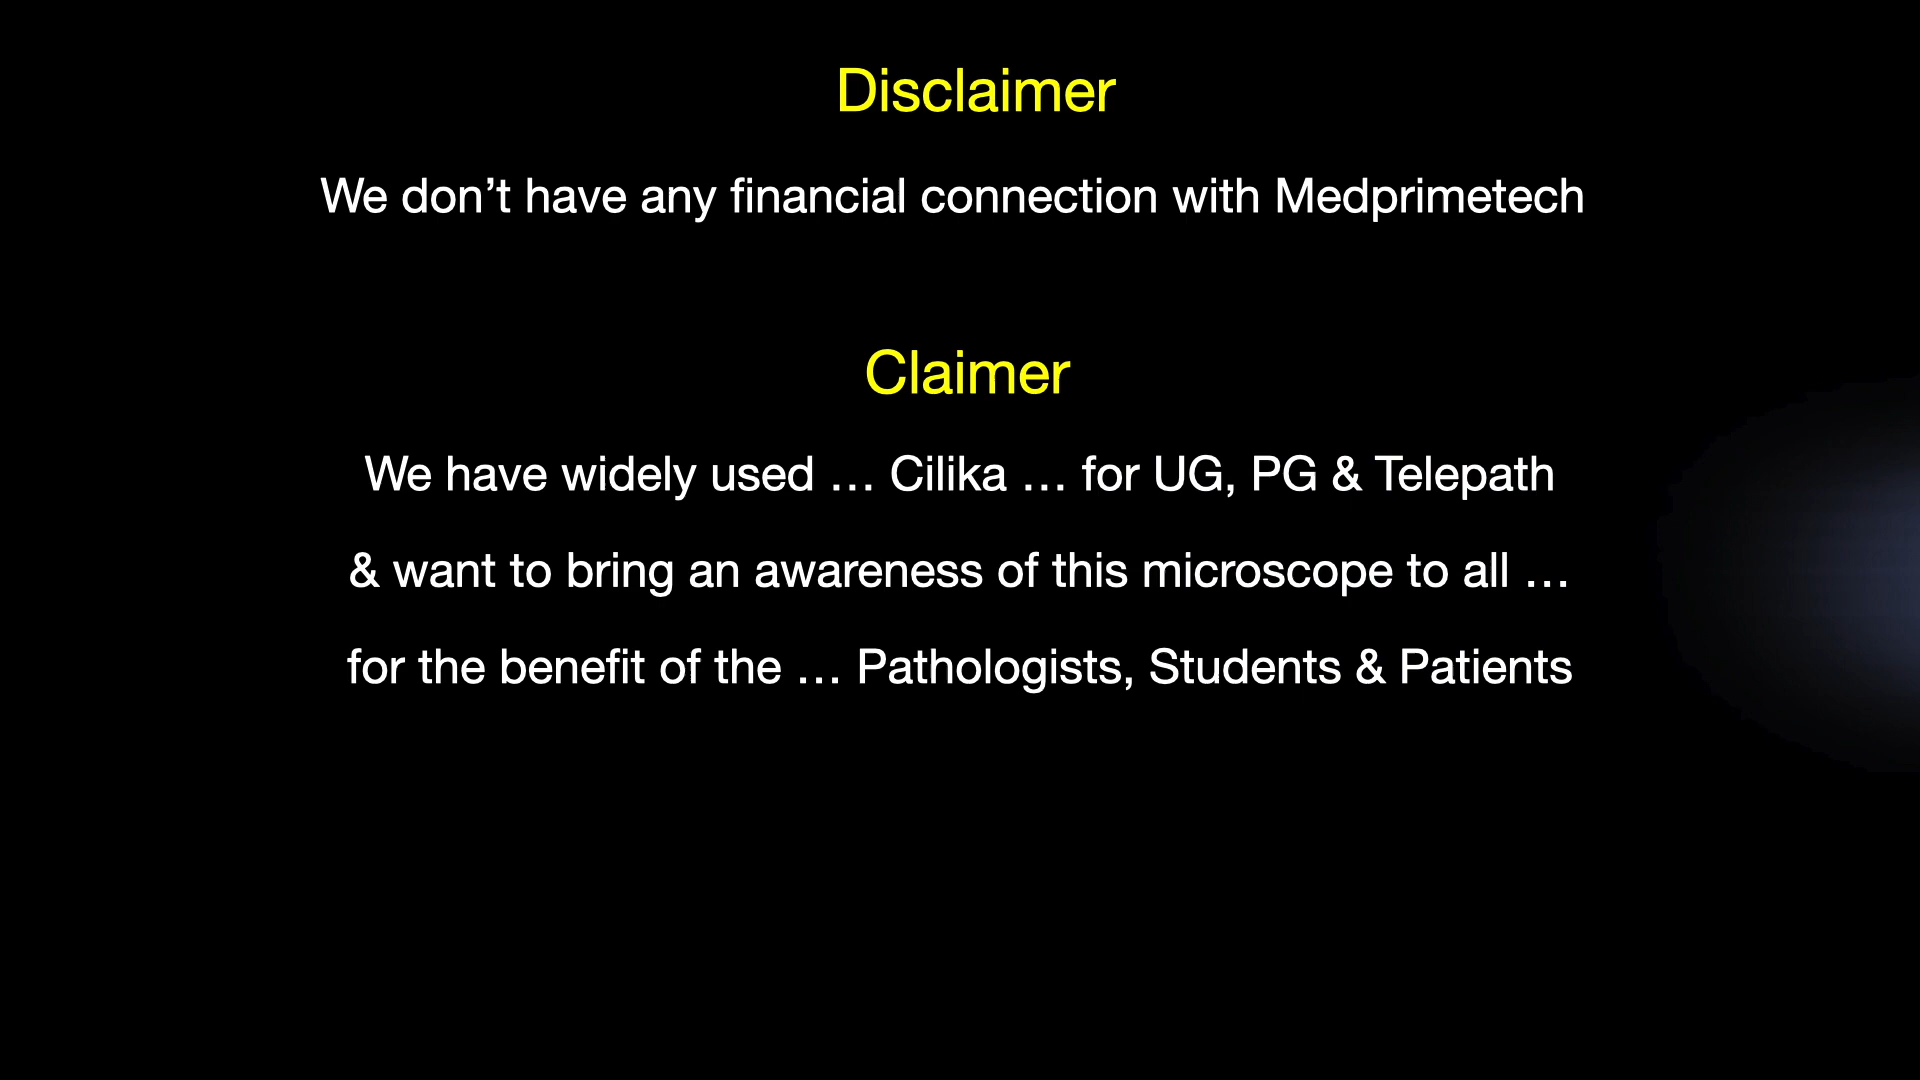 Disclaimer
We don’t have any financial connection with Medprimetech
Claimer
We have widely used … Cilika … for UG, PG & Telepath
& want to bring an awareness of this microscope to all …
for the benefit of the … Pathologists, Students & Patients